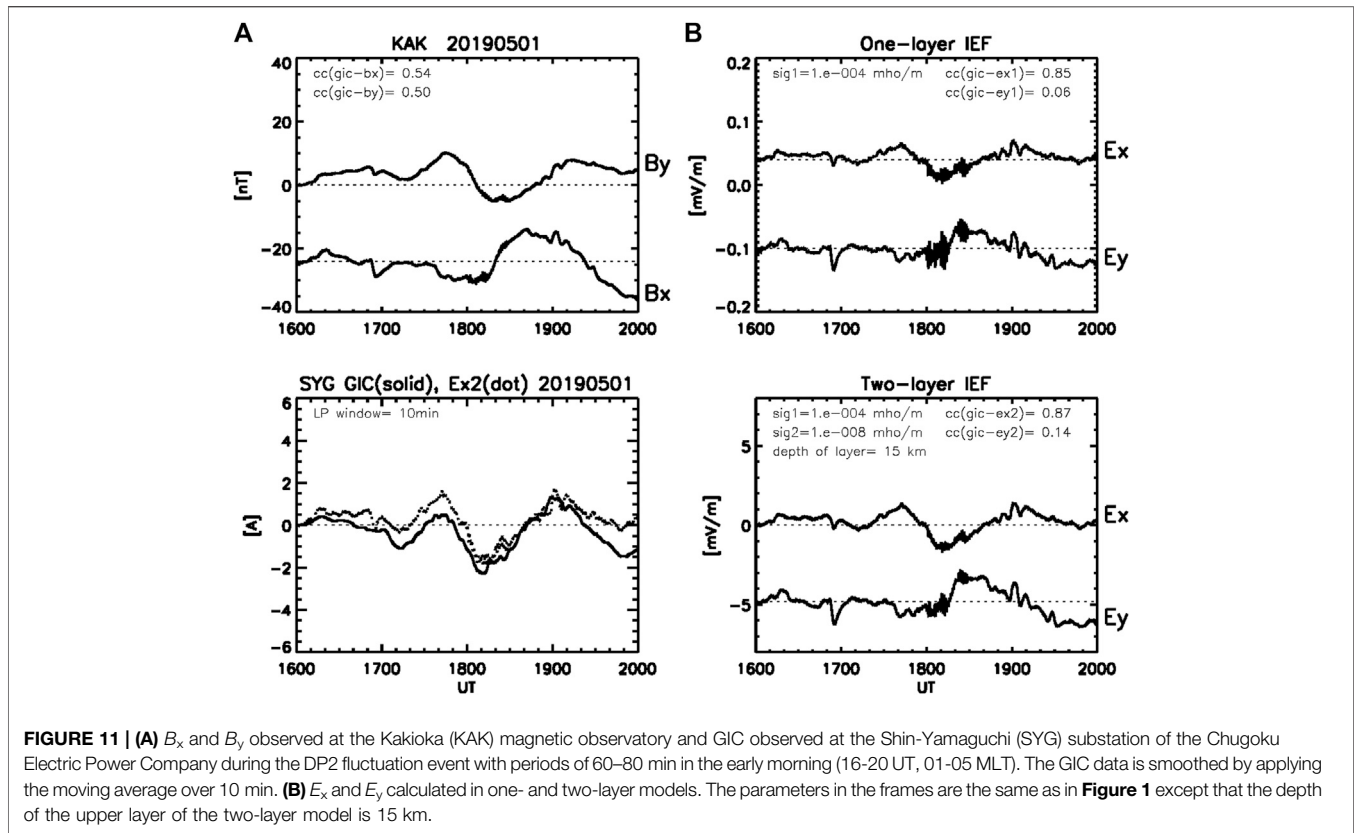 A
KAK 20190501
cc(gic-bx)= 0.54
cc(gic-by)= 0.50
[nT]
40
20
0
-20
-40
By
Bx
1600 1700 1800 1900 2000
SYG GIC(solid), Ex2(dot) 20190501
LP window= 10min
[A]
6
4
2
0
-2
-4
-6
1600 1700 1800 1900 2000
UT
B
One-layer IEF
sig1=1.e-004 mho/m cc(gic-ex1)= 0.85
cc(gic-ey1)= 0.06
[mV/m]
0.2
0.1
0.0
-0.1
-0.2
Ex
Ey
1600 1700 1800 1900 2000
Two-layer IEF
sig1=1.e-004 mho/m cc(gic-ex2)= 0.87
sig2=1.e-008 mho/m cc(gic-ey2)= 0.14
depth of layer= 15 km
[mV/m]
5
0
-5
Ex
Ey
1600 1700 1800 1900 2000
UT
FIGURE 11 | (A) Bx and By observed at the Kakioka (KAK) magnetic observatory and GIC observed at the Shin-Yamaguchi (SYG) substation of the Chugoku
Electric Power Company during the DP2 fluctuation event with periods of 60–80 min in the early morning (16-20 UT, 01-05 MLT). The GIC data is smoothed by applying
the moving average over 10 min. (B) Ex and Ey calculated in one- and two-layer models. The parameters in the frames are the same as in Figure 1 except that the depth
of the upper layer of the two-layer model is 15 km.